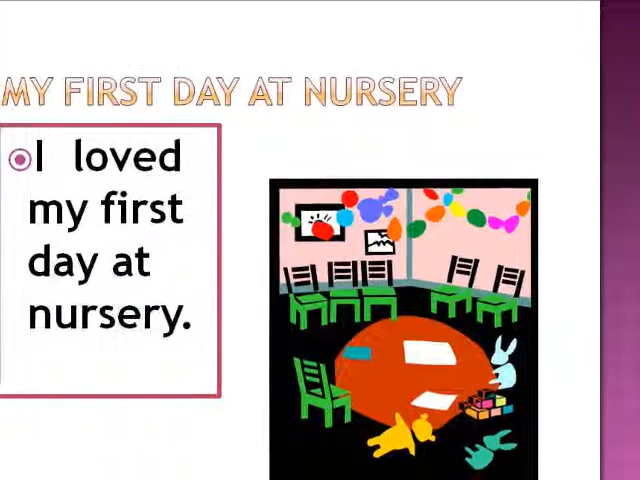 MY FIRST DAY AT NURSERY
I loved
my first
day at
nursery.